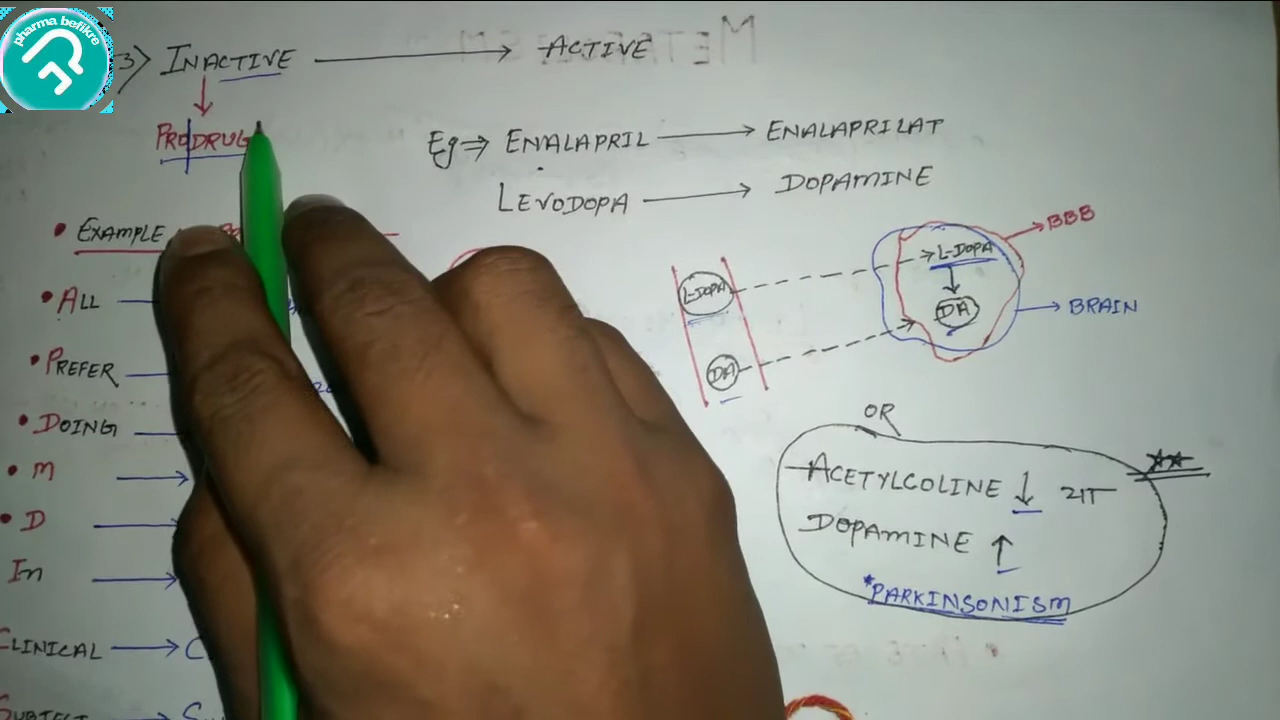 pharma befikre
3) INACTIVE → ACTIVE
PRODRUG
Eg ⇒ ENALAPRIL → ENALAPRILAT
LEVODOPA → DOPAMINE
• EXAMPLE
• ALL
• PREFER
• DOING
• M →
• D
In →
CLINICAL → C
SUBJECT → S
L-DOPA
DA
L-DOPA
DA
→ BBB
→ BRAIN
OR
ACETYLCOLINE ↓
DOPAMINE ↑
*PARKINSONISM